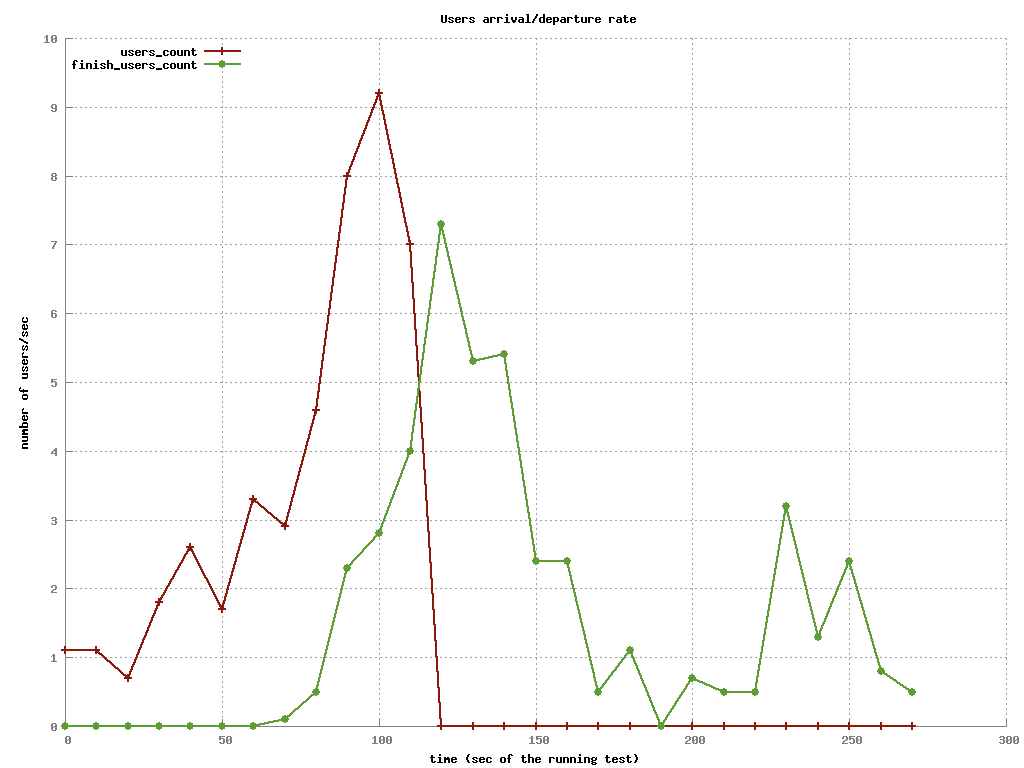 Users arrival/departure rate
users_count
finish_users_count
10
9
8
7
6
5
4
3
2
1
0
number of users/sec
0 50 100 150 200 250 300
time (sec of the running test)